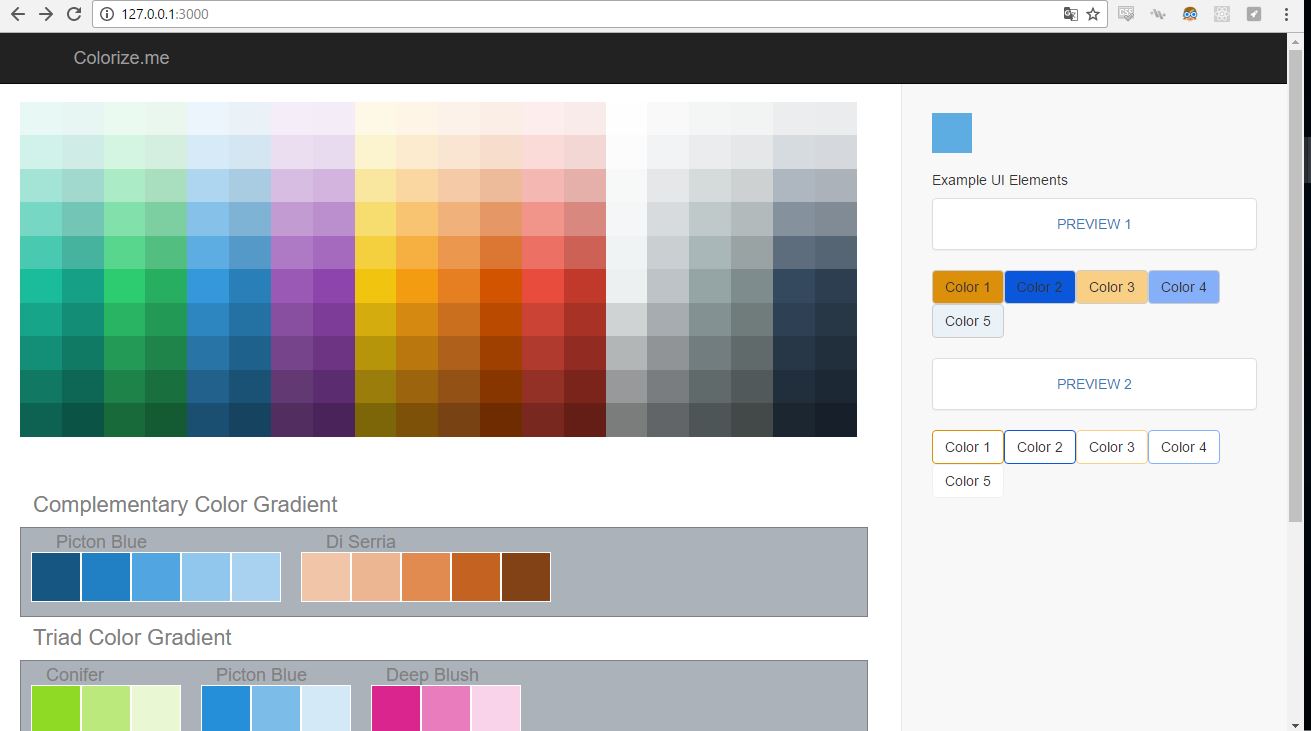 127.0.0.1:3000
Colorize.me
Example UI Elements
PREVIEW 1
Color 1 Color 2 Color 3 Color 4
Color 5
PREVIEW 2
Color 1 Color 2 Color 3 Color 4
Color 5
Complementary Color Gradient
Picton Blue Di Serria
Triad Color Gradient
Conifer Picton Blue Deep Blush